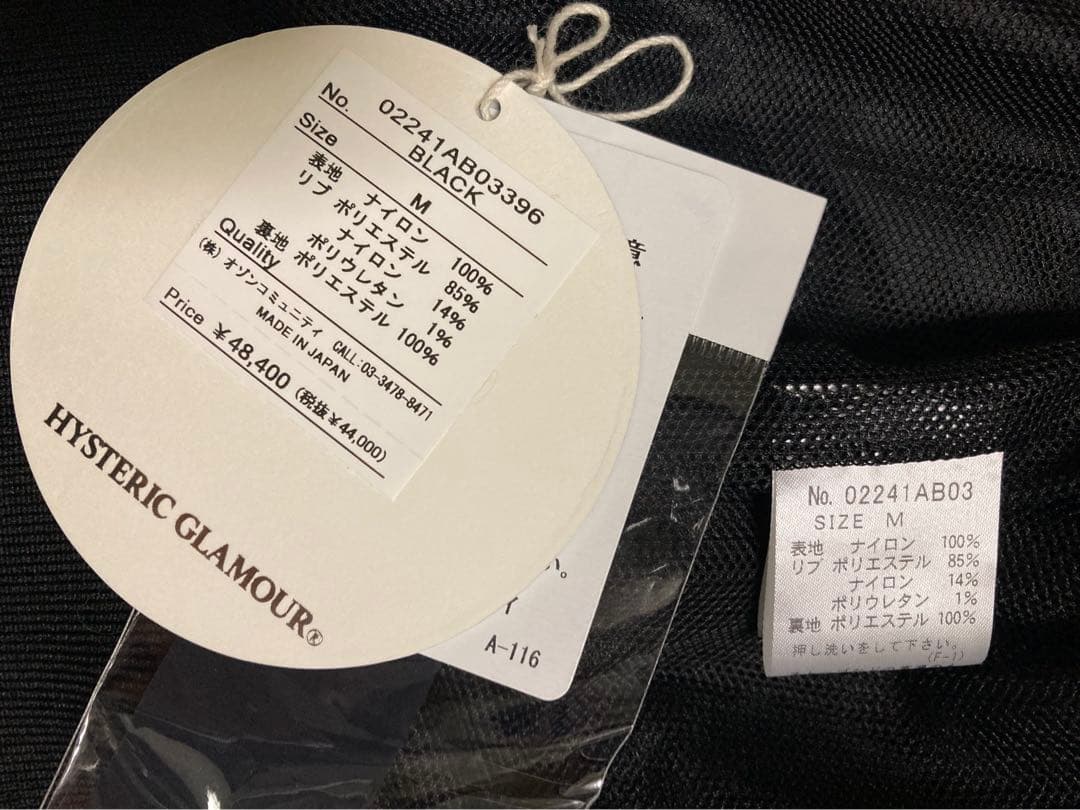 No. 02241AB03396
BLACK
Size M
表地 ナイロン 100%
リブ ポリエステル 85%
ナイロン 14%
ポリウレタン 1%
裏地 ポリエステル 100%
Quality
(株) オゾンコミュニティ CALL:03-3478-8471
MADE IN JAPAN
Price ¥48,400 (税抜¥44,000)
HYSTERIC GLAMOUR®
A-116
No. 02241AB03
SIZE M
表地 ナイロン 100%
リブ ポリエステル 85%
ナイロン 14%
ポリウレタン 1%
裏地 ポリエステル 100%
押し洗いをして下さい。
(F-1)